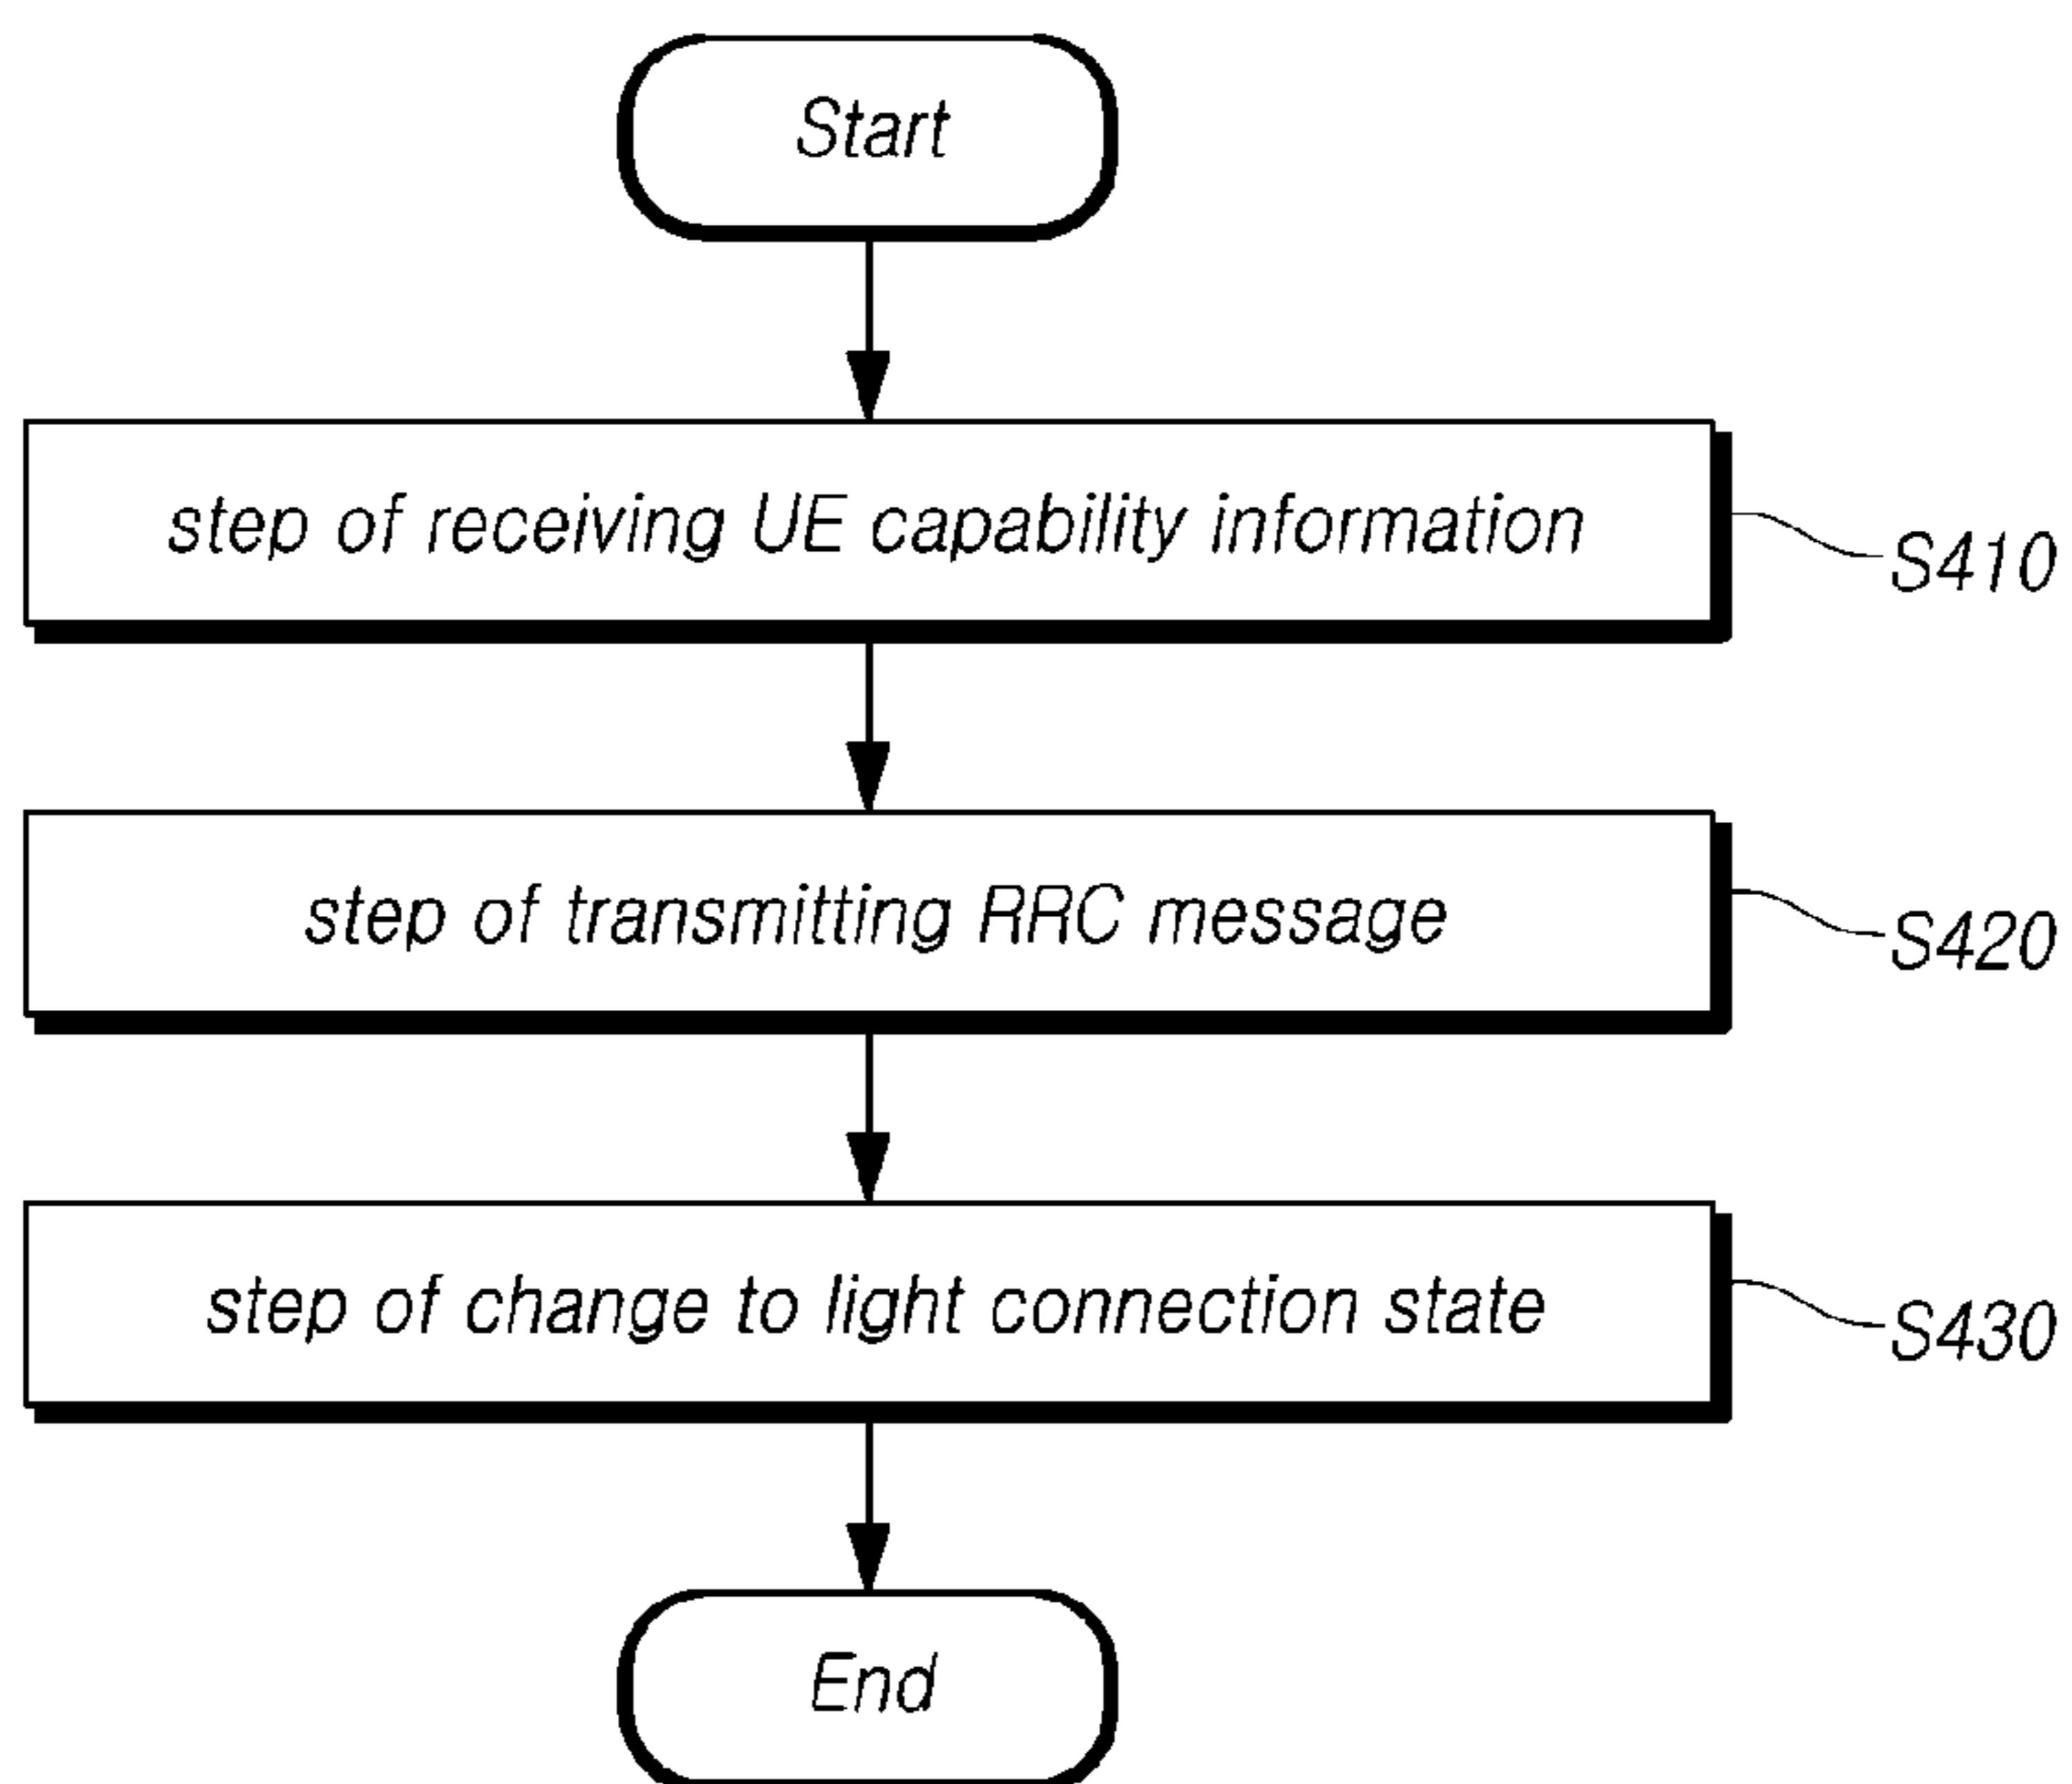 Start
step of receiving UE capability information
S410
step of transmitting RRC message
S420
step of change to light connection state
S430
End